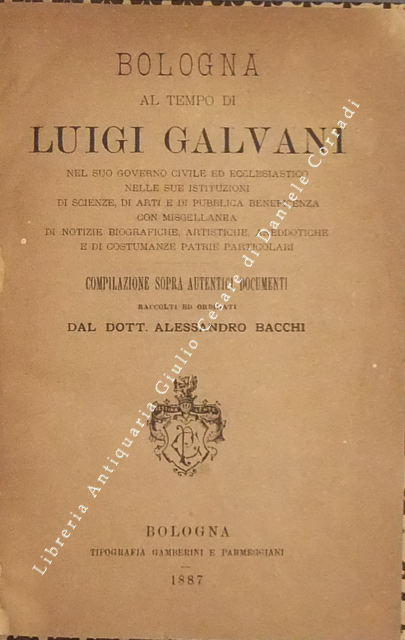 BOLOGNA
AL TEMPO DI
LUIGI GALVANI
NEL SUO GOVERNO CIVILE ED ECCLESIASTICO
NELLE SUE ISTITUZIONI
DI SCIENZE, DI ARTI E DI PUBBLICA BENEFICENZA
CON MISCELLANEA
DI NOTIZIE BIOGRAFICHE, ARTISTICHE, ANEDDOTICHE
E DI COSTUMANZE PATRIE PARTICOLARI
COMPILAZIONE SOPRA AUTENTICI DOCUMENTI
RACCOLTI ED ORDINATI
DAL DOTT. ALESSANDRO BACCHI
BOLOGNA
TIPOGRAFIA GAMBERINI E PARMEGGIANI
1887
Libreria Antiquaria Giulio Cesare di Daniele Corradi